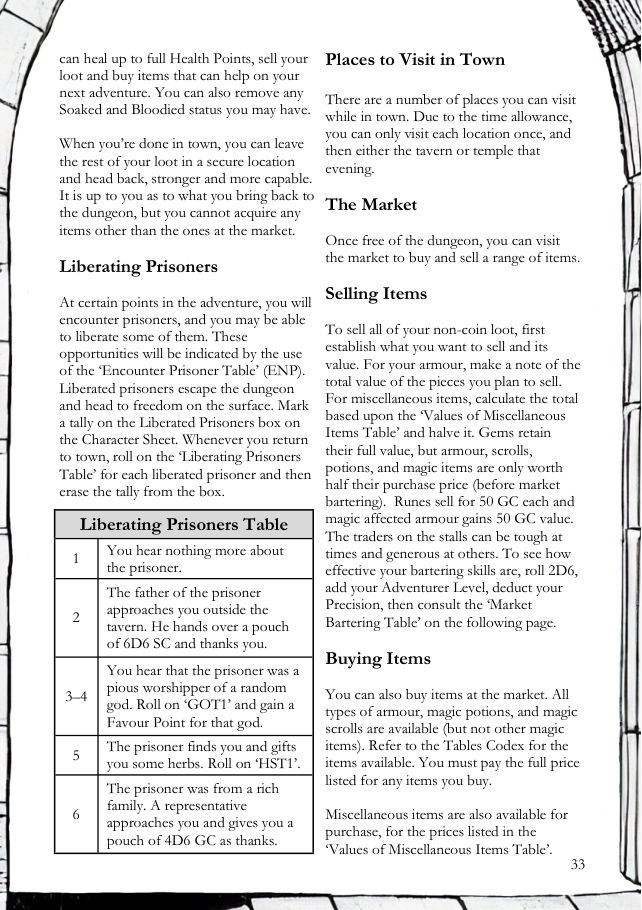 can heal up to full Health Points, sell your
loot and buy items that can help on your
next adventure. You can also remove any
Soaked and Bloodied status you may have.
When you’re done in town, you can leave
the rest of your loot in a secure location
and head back, stronger and more capable.
It is up to you as to what you bring back to
the dungeon, but you cannot acquire any
items other than the ones at the market.
Liberating Prisoners
At certain points in the adventure, you will
encounter prisoners, and you may be able
to liberate some of them. These
opportunities will be indicated by the use
of the ‘Encounter Prisoner Table’ (ENP).
Liberated prisoners escape the dungeon
and head to freedom on the surface. Mark
a tally on the Liberated Prisoners box on
the Character Sheet. Whenever you return
to town, roll on the ‘Liberating Prisoners
Table’ for each liberated prisoner and then
erase the tally from the box.
Liberating Prisoners Table
1
You hear nothing more about
the prisoner.
2
The father of the prisoner
approaches you outside the
tavern. He hands over a pouch
of 6D6 SC and thanks you.
3–4
You hear that the prisoner was a
pious worshipper of a random
god. Roll on ‘GOT1’ and gain a
Favour Point for that god.
5
The prisoner finds you and gifts
you some herbs. Roll on ‘HST1’.
6
The prisoner was from a rich
family. A representative
approaches you and gives you a
pouch of 4D6 GC as thanks.
Places to Visit in Town
There are a number of places you can visit
while in town. Due to the time allowance,
you can only visit each location once, and
then either the tavern or temple that
evening.
The Market
Once free of the dungeon, you can visit
the market to buy and sell a range of items.
Selling Items
To sell all of your non-coin loot, first
establish what you want to sell and its
value. For your armour, make a note of the
total value of the pieces you plan to sell.
For miscellaneous items, calculate the total
based upon the ‘Values of Miscellaneous
Items Table’ and halve it. Gems retain
their full value, but armour, scrolls,
potions, and magic items are only worth
half their purchase price (before market
bartering).  Runes sell for 50 GC each and
magic affected armour gains 50 GC value.
The traders on the stalls can be tough at
times and generous at others. To see how
effective your bartering skills are, roll 2D6,
add your Adventurer Level, deduct your
Precision, then consult the ‘Market
Bartering Table’ on the following page.
Buying Items
You can also buy items at the market. All
types of armour, magic potions, and magic
scrolls are available (but not other magic
items). Refer to the Tables Codex for the
items available. You must pay the full price
listed for any items you buy.
Miscellaneous items are also available for
purchase, for the prices listed in the
‘Values of Miscellaneous Items Table’.
33